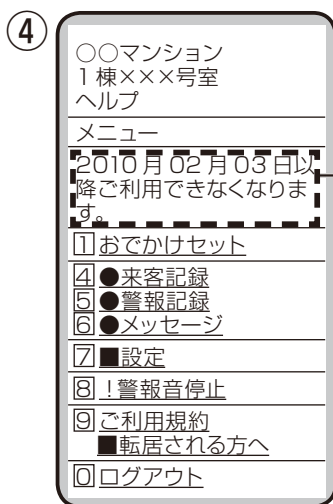 ④
○○マンション
1棟×××号室
ヘルプ
メニュー
2010月02月03日以
降ご利用できなくなりま
す。
1 おでかけセット
4 ●来客記録
5 ●警報記録
6 ●メッセージ
7 ■設定
8 !警報音停止
9 ご利用規約
■転居される方へ
0 ログアウト